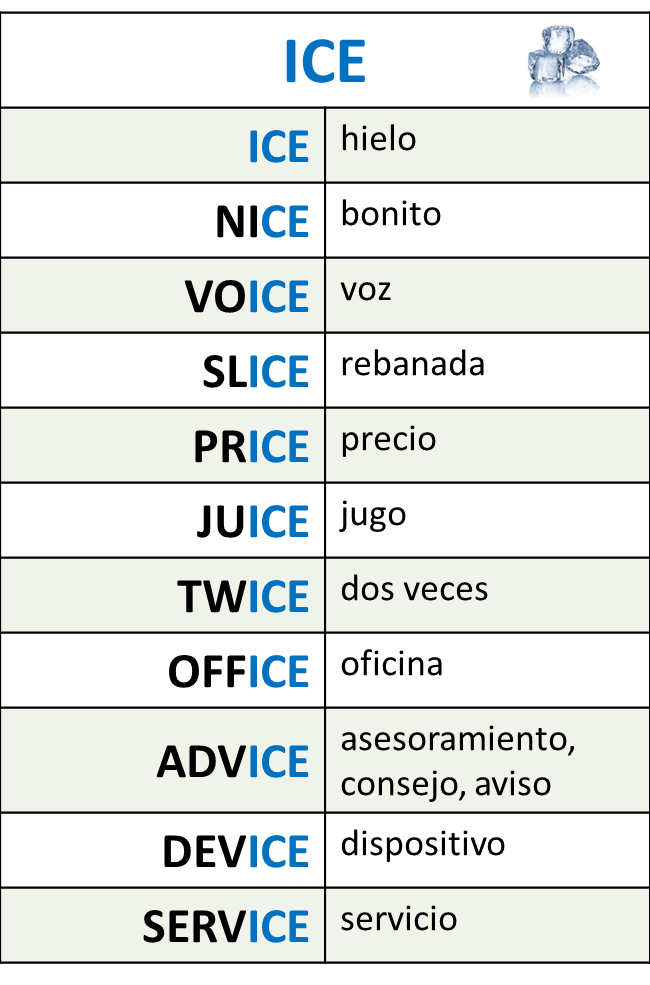 ICE
ICE hielo
NICE bonito
VOICE voz
SLICE rebanada
PRICE precio
JUICE jugo
TWICE dos veces
OFFICE oficina
ADVICE asesoramiento,
consejo, aviso
DEVICE dispositivo
SERVICE servicio